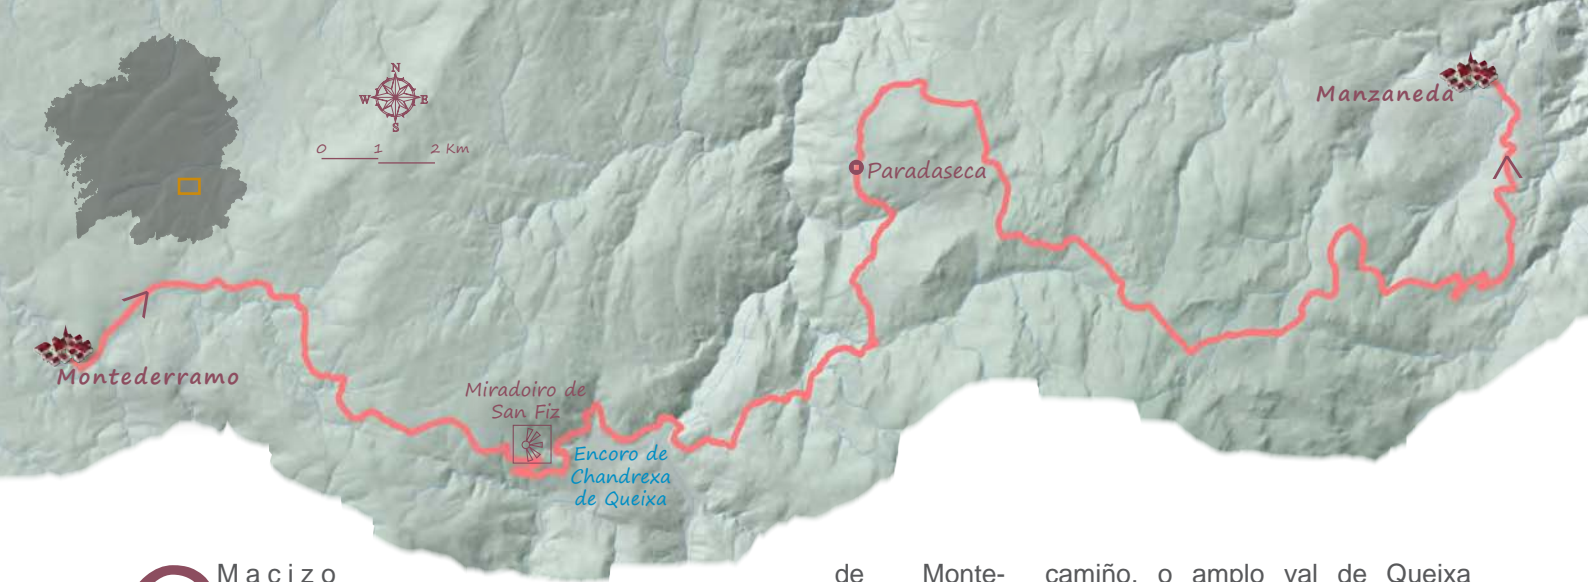 N
W E
S
0 1 2 Km
Manzaneda
Paradaseca
Montederramo
Miradoiro de
San Fiz
Encoro de
Chandrexa
de Queixa
Macizo
de Monte-
camiño, o amplo val de Queixa